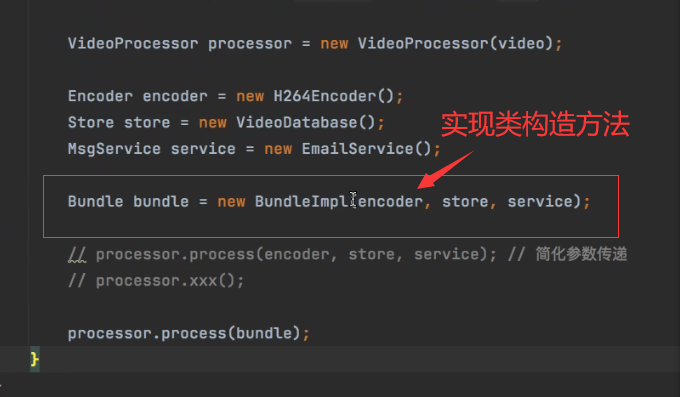 VideoProcessor processor = new VideoProcessor(video);
Encoder encoder = new H264Encoder();
Store store = new VideoDatabase();
MsgService service = new EmailService();
实现类构造方法
Bundle bundle = new BundleImpl(encoder, store, service);
// processor.process(encoder, store, service); // 简化参数传递
// processor.xxx();
processor.process(bundle);
}